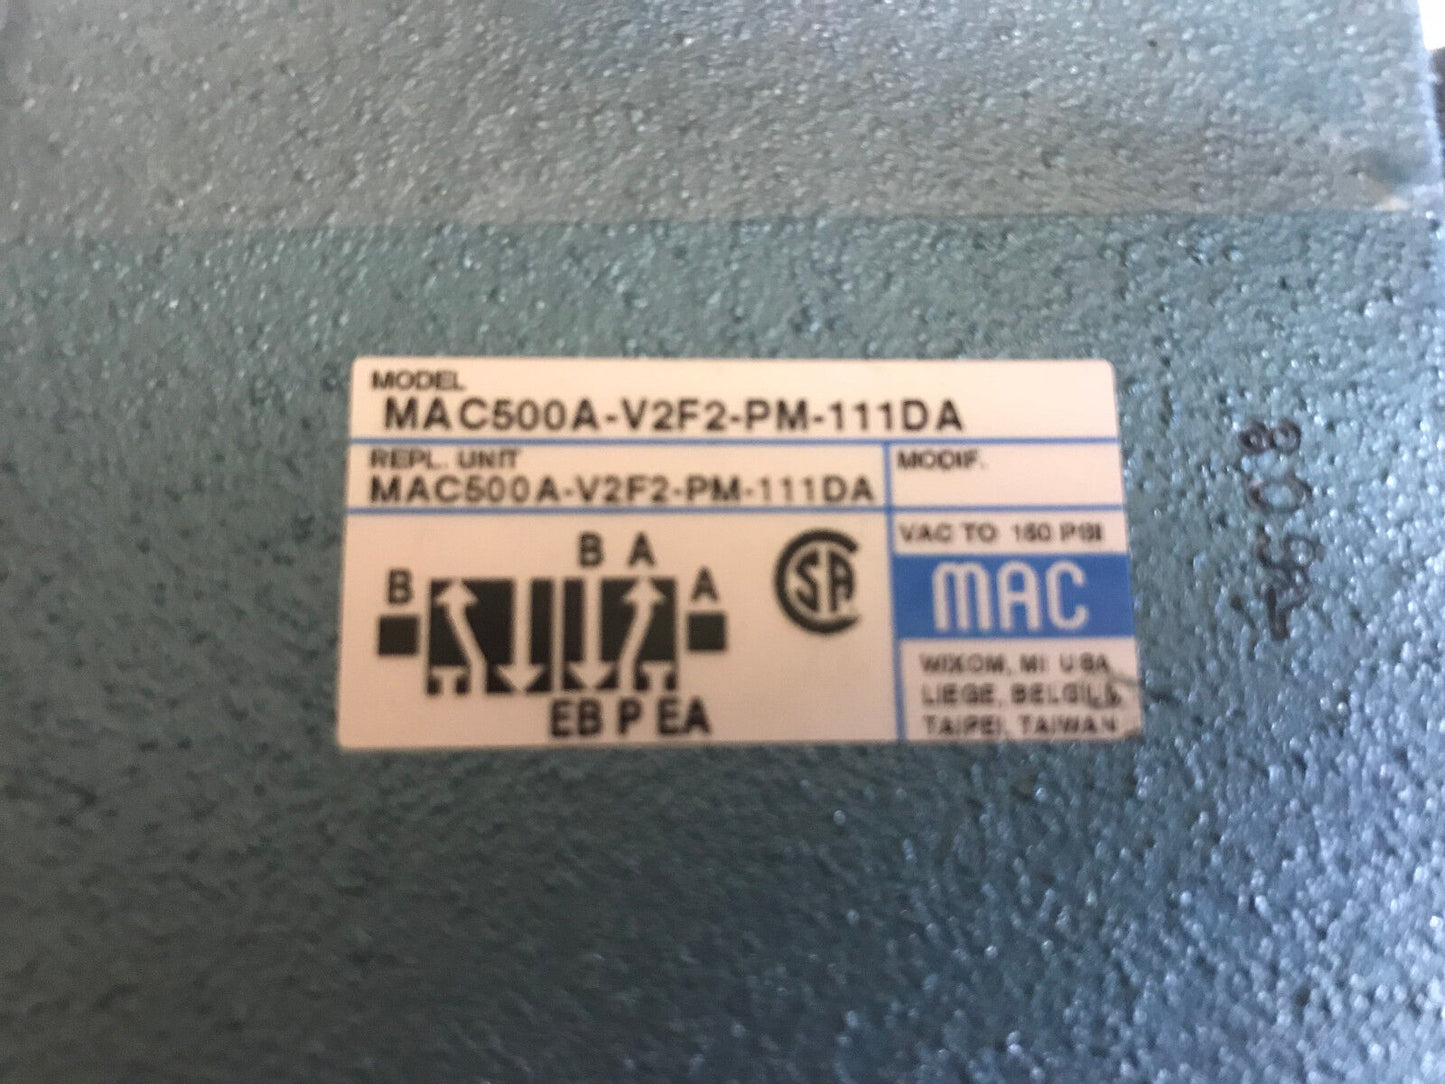 MODEL
MAC500A-V2F2-PM-111DA
REPL. UNIT
MAC500A-V2F2-PM-111DA
MODIF.
VAC TO 150 PSI
B A
B
A
EB P EA
SA
MAC
WIXOM, MI USA
LIEGE, BELGIUM
TAIPEI, TAIWAN